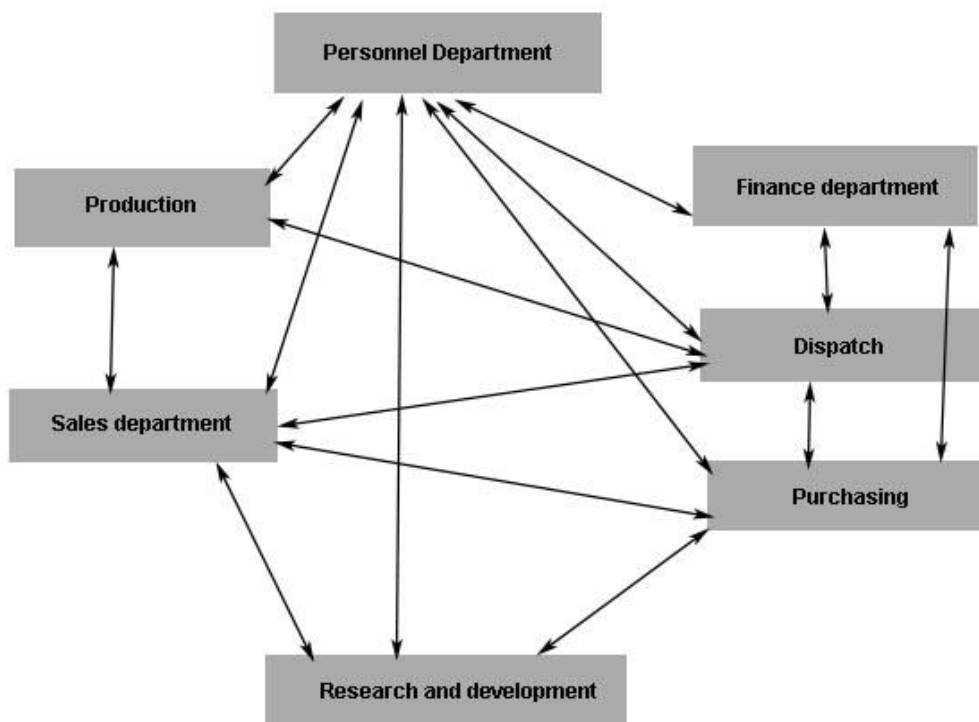 Personnel Department
Production
Finance department
Dispatch
Sales department
Purchasing
Research and development